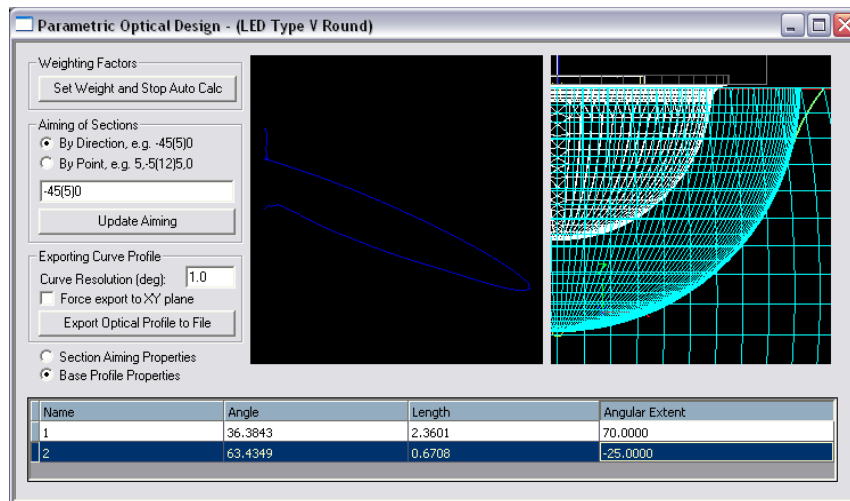 Parametric Optical Design - (LED Type V Round)
Weighting Factors
Set Weight and Stop Auto Calc
Aiming of Sections
By Direction, e.g. -45(5)0
By Point, e.g. 5,-5(12)5,0
-45(5)0
Update Aiming
Exporting Curve Profile
Curve Resolution (deg): 1.0
Force export to XY plane
Export Optical Profile to File
Section Aiming Properties
Base Profile Properties
Name Angle Length Angular Extent
1 36.3843 2.3601 70.0000
2 63.4349 0.6708 -25.0000